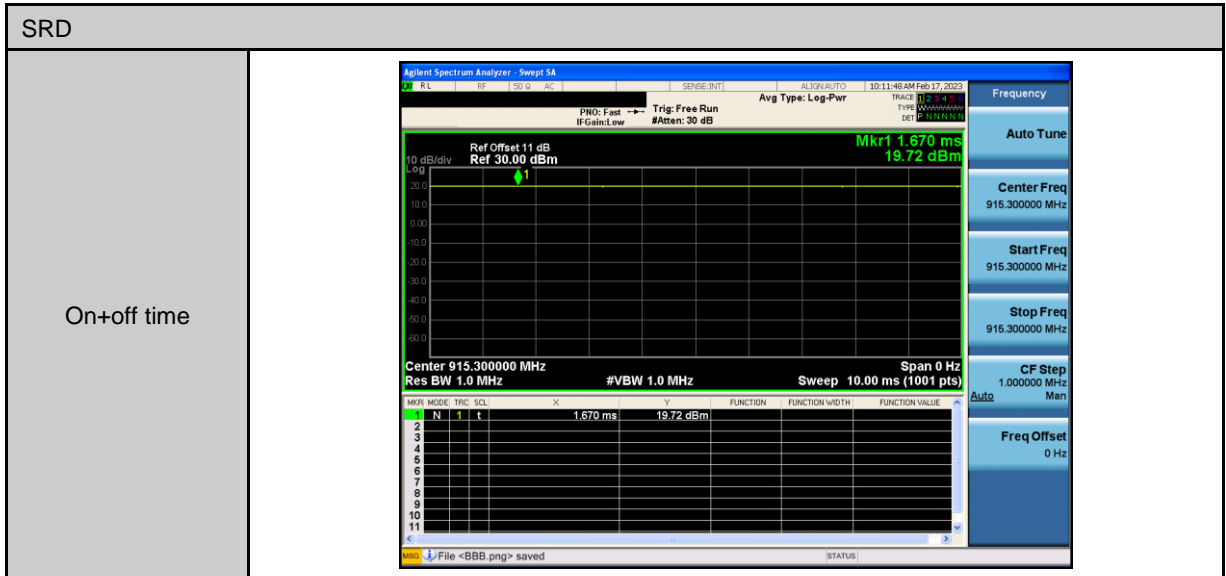 SRD
On+off time
Agilent Spectrum Analyzer - Swept SA
RL RF 50 Ω AC SENSE:INT ALIGN AUTO 10:11:48 AM Feb 17, 2023
PNO: Fast Trig: Free Run Avg Type: Log-Pwr TRACE 1 2 3 4 5 6
IFGain:Low #Atten: 30 dB TYPE
DET P N N N N N
Mkr1 1.670 ms
19.72 dBm
Ref Offset 11 dB
10 dB/div Ref 30.00 dBm
Log
1
20.0
10.0
0.00
-10.0
-20.0
-30.0
-40.0
-50.0
-60.0
Center 915.300000 MHz Span 0 Hz
Res BW 1.0 MHz #VBW 1.0 MHz Sweep 10.00 ms (1001 pts)
MKR MODE TRC SCL X Y FUNCTION FUNCTION WIDTH FUNCTION VALUE
1 N 1 t 1.670 ms 19.72 dBm
2
3
4
5
6
7
8
9
10
11
MSG File <BBB.png> saved STATUS
Frequency
Auto Tune
Center Freq
915.300000 MHz
Start Freq
915.300000 MHz
Stop Freq
915.300000 MHz
CF Step
1.000000 MHz
Auto Man
Freq Offset
0 Hz